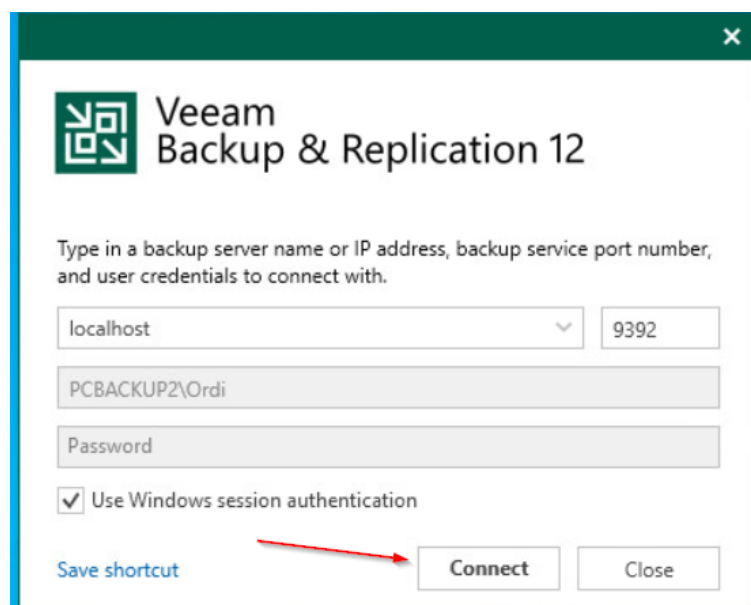 Veeam
Backup & Replication 12
Type in a backup server name or IP address, backup service port number,
and user credentials to connect with.
localhost 9392
PCBACKUP2\Ordi
Password
Use Windows session authentication
Save shortcut Connect Close